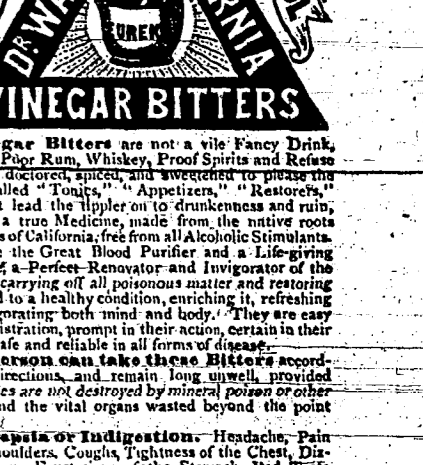 UREK
DR. WA
RNIA
VINEGAR BITTERS
gar Bitters are not a vile Fancy Drink,
Poor Rum, Whiskey, Proof Spirits and Refuse
doctored, spiced, and sweetened to please the
lled "Tonics," "Appetizers," "Restorers,"
t lead the tippler on to drunkenness and ruin,
a true Medicine, made from the native roots
s of California, free from all Alcoholic Stimulants.
e the Great Blood Purifier and a Life-giving
a Perfect Renovator and Invigorator of the
carrying off all poisonous matter and restoring
d to a healthy condition, enriching it, refreshing
gorating both mind and body. They are easy
istration, prompt in their action, certain in their
afe and reliable in all forms of disease.
erson can take these Bitters accord-
irections, and remain long unwell, provided
es are not destroyed by mineral poison or other
nd the vital organs wasted beyond the point
epsia or Indigestion. Headache, Pain
houlders, Coughs, Tightness of the Chest, Diz-